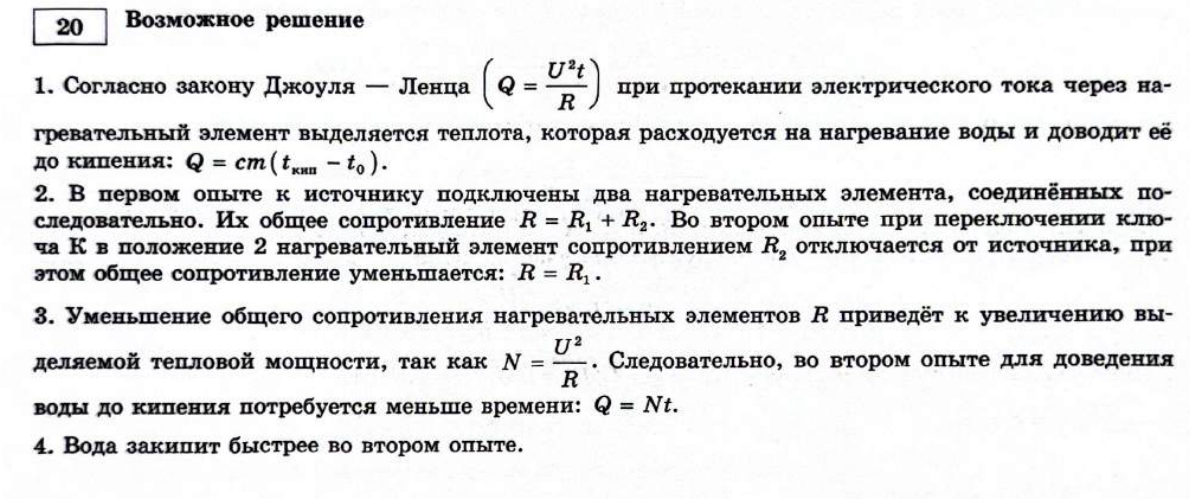 20 Возможное решение
1. Согласно закону Джоуля — Ленца (Q = U²t/R) при протекании электрического тока через на-
гревательный элемент выделяется теплота, которая расходуется на нагревание воды и доводит её
до кипения: Q = cm(t_кип − t₀).
2. В первом опыте к источнику подключены два нагревательных элемента, соединённых по-
следовательно. Их общее сопротивление R = R₁ + R₂. Во втором опыте при переключении клю-
ча К в положение 2 нагревательный элемент сопротивлением R₂ отключается от источника, при
этом общее сопротивление уменьшается: R = R₁.
3. Уменьшение общего сопротивления нагревательных элементов R приведёт к увеличению вы-
деляемой тепловой мощности, так как N = U²/R. Следовательно, во втором опыте для доведения
воды до кипения потребуется меньше времени: Q = Nt.
4. Вода закипит быстрее во втором опыте.